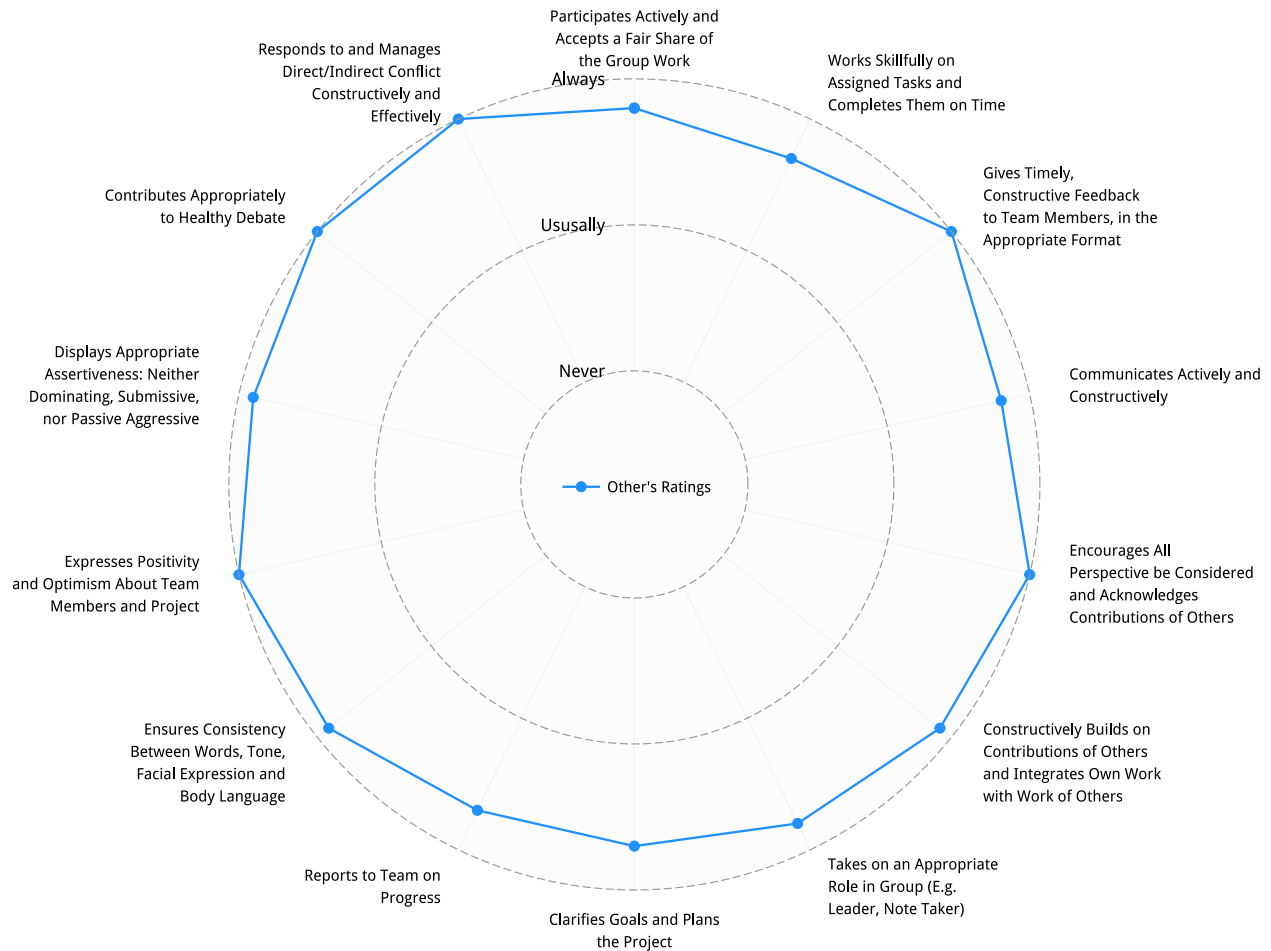 Participates Actively and
Accepts a Fair Share of
the Group Work
Works Skillfully on
Assigned Tasks and
Completes Them on Time
Gives Timely,
Constructive Feedback
to Team Members, in the
Appropriate Format
Communicates Actively and
Constructively
Encourages All
Perspective be Considered
and Acknowledges
Contributions of Others
Constructively Builds on
Contributions of Others
and Integrates Own Work
with Work of Others
Takes on an Appropriate
Role in Group (E.g.
Leader, Note Taker)
Clarifies Goals and Plans
the Project
Reports to Team on
Progress
Ensures Consistency
Between Words, Tone,
Facial Expression and
Body Language
Expresses Positivity
and Optimism About Team
Members and Project
Displays Appropriate
Assertiveness: Neither
Dominating, Submissive,
nor Passive Aggressive
Contributes Appropriately
to Healthy Debate
Responds to and Manages
Direct/Indirect Conflict
Constructively and
Effectively
Always
Ususally
Never
Other's Ratings